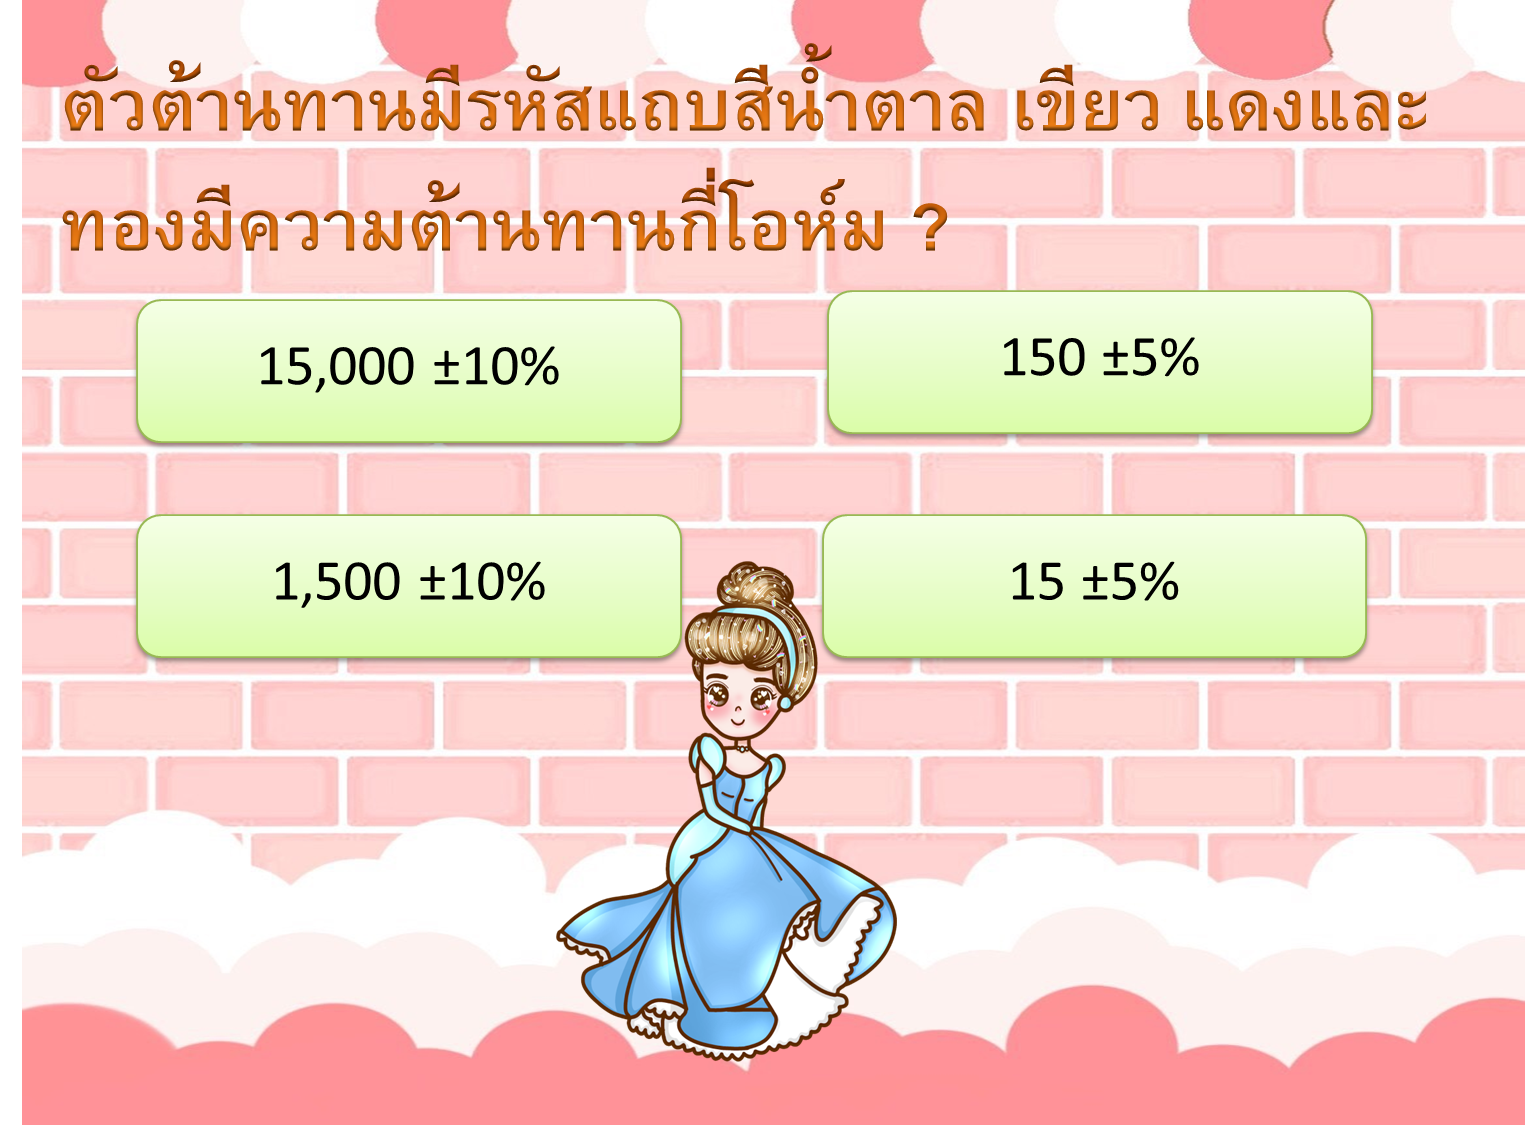 ตัวต้านทานมีรหัสแถบสีน้ำตาล เขียว แดงและ
ทองมีความต้านทานกี่โอห์ม ?
15,000 ±10%
150 ±5%
1,500 ±10%
15 ±5%